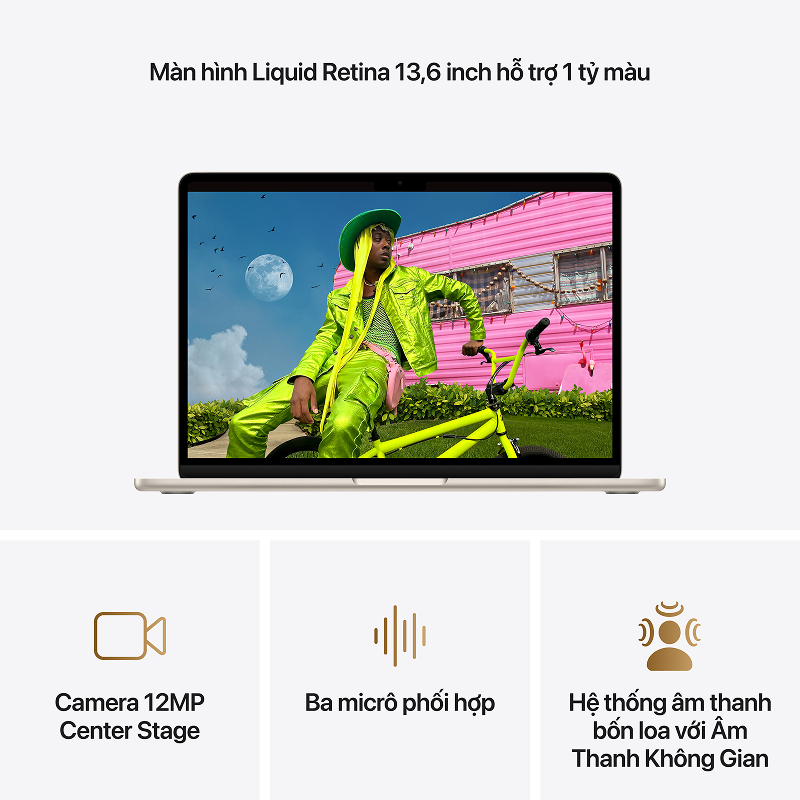 Màn hình Liquid Retina 13,6 inch hỗ trợ 1 tỷ màu
Camera 12MP
Center Stage
Ba micrô phối hợp
Hệ thống âm thanh
bốn loa với Âm
Thanh Không Gian